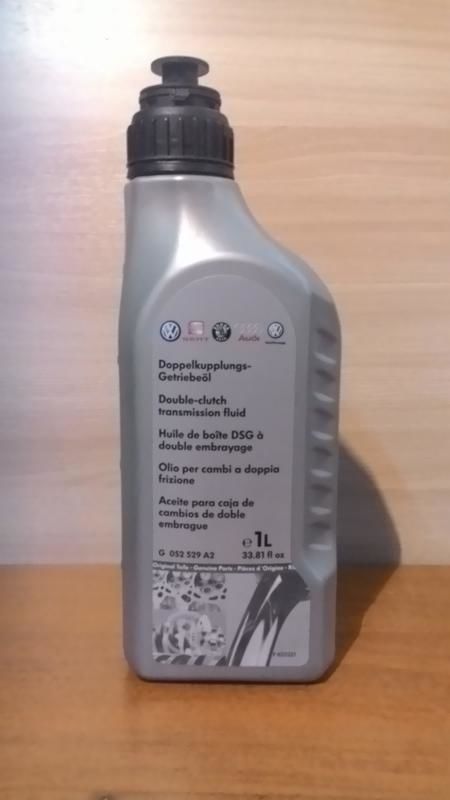 SEAT
Audi
Doppelkupplungs-
Getriebeöl
Double-clutch
transmission fluid
Huile de boîte DSG à
double embrayage
Olio per cambi a doppia
frizione
Aceite para caja de
cambios de doble
embrague
e 1L
G 052 529 A2 33.81 fl oz
Original Teile · Genuine Parts · Pièces d'Origine ·